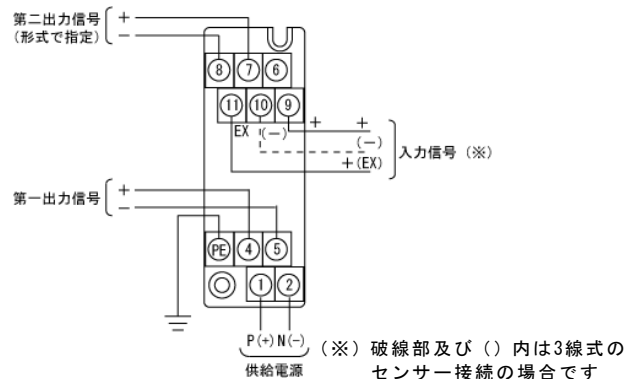 第二出力信号 +
(形式で指定) −
⑧ ⑦ ⑥
⑪ ⑩ ⑨
EX (−) + +
(−)
+(EX)
入力信号 (※)
第一出力信号 +
−
PE ④ ⑤
① ②
P(+) N(−)
供給電源
(※) 破線部及び () 内は3線式の
センサー接続の場合です